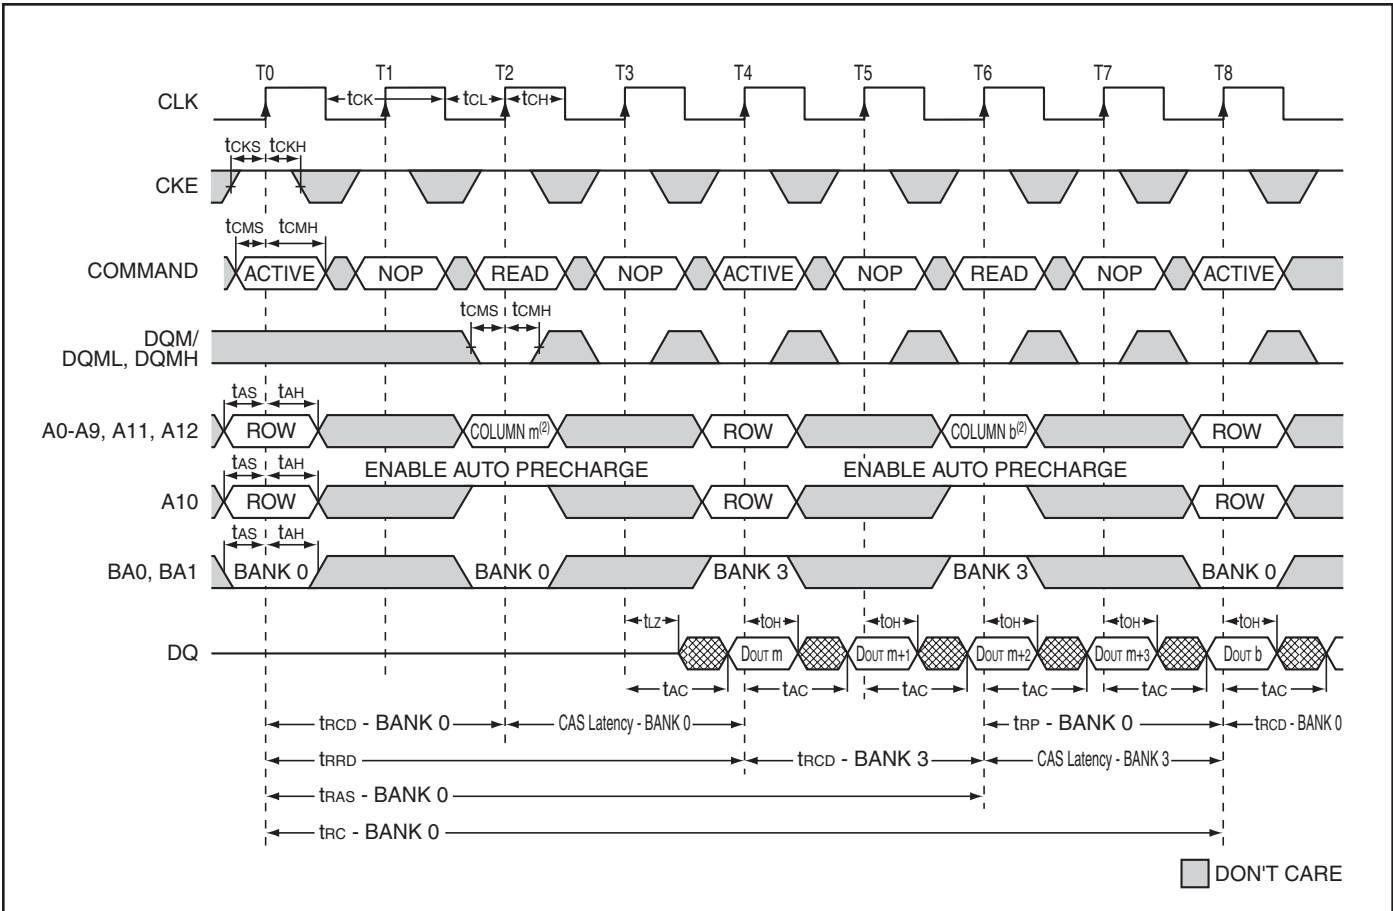 T0 T1 T2 T3 T4 T5 T6 T7 T8
CLK tCK tCL tCH
tCKS tCKH
CKE
tCMS tCMH
COMMAND ACTIVE NOP READ NOP ACTIVE NOP READ NOP ACTIVE
tCMS tCMH
DQM/
DQML, DQMH
tAS tAH
A0-A9, A11, A12 ROW COLUMN m(2) ROW COLUMN b(2) ROW
tAS tAH ENABLE AUTO PRECHARGE ENABLE AUTO PRECHARGE
A10 ROW ROW ROW
tAS tAH
BA0, BA1 BANK 0 BANK 0 BANK 3 BANK 3 BANK 0
tLZ tOH tOH tOH tOH tOH
DQ DOUT m DOUT m+1 DOUT m+2 DOUT m+3 DOUT b
tAC tAC tAC tAC tAC tAC
tRCD - BANK 0 CAS Latency - BANK 0 tRP - BANK 0 tRCD - BANK 0
tRRD tRCD - BANK 3 CAS Latency - BANK 3
tRAS - BANK 0
tRC - BANK 0
DON'T CARE